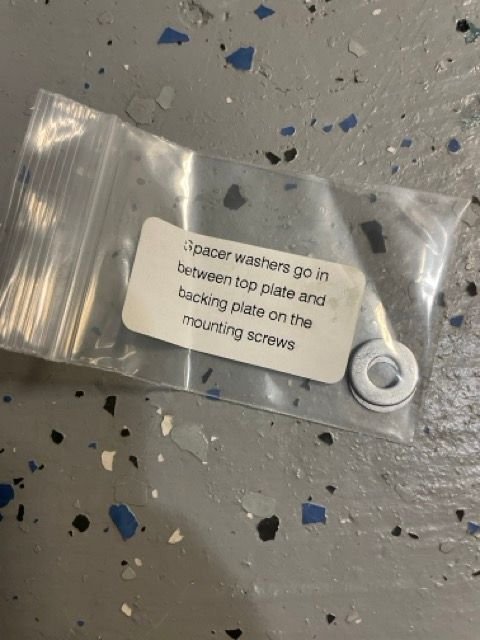 Spacer washers go in
between top plate and
backing plate on the
mounting screws